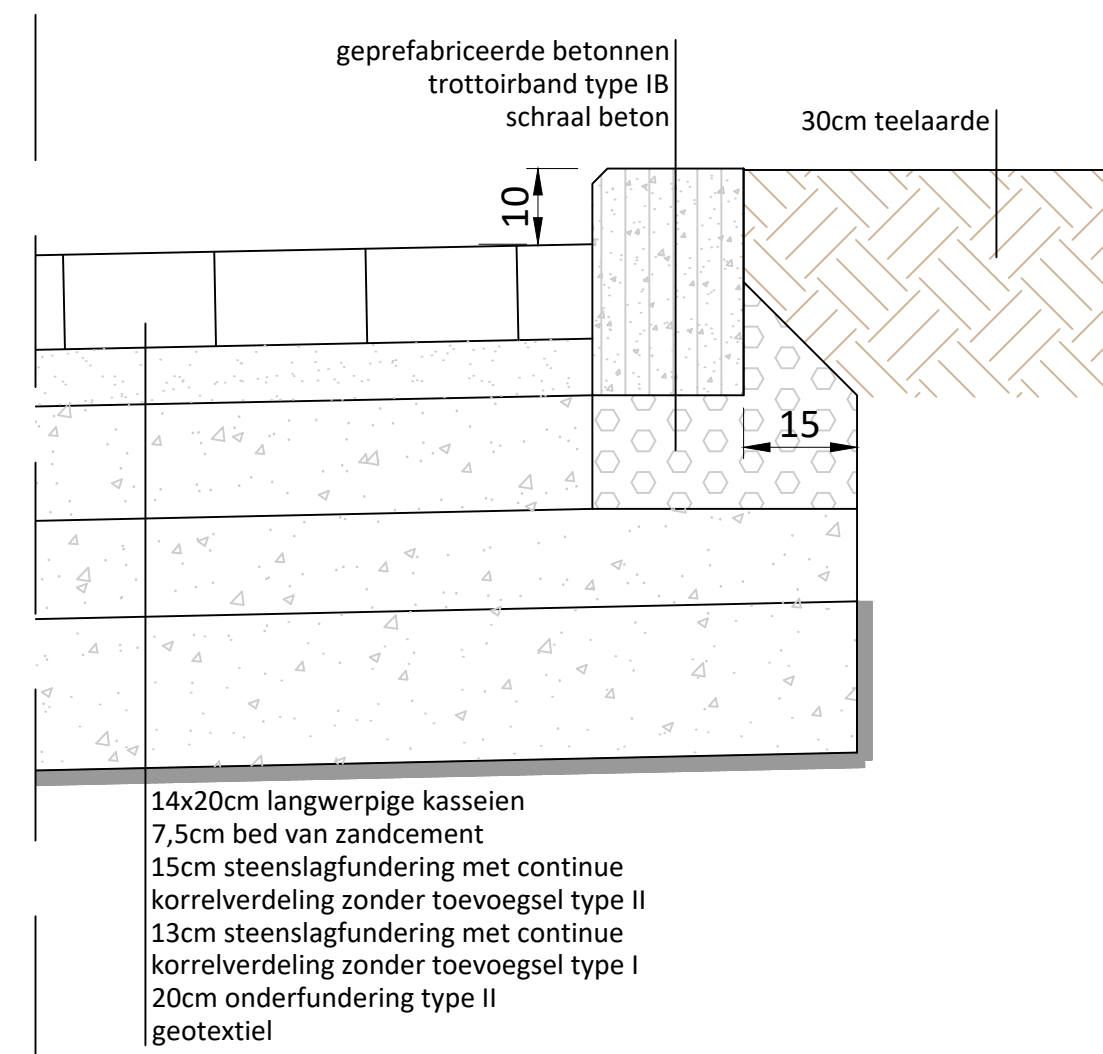 geprefabriceerde betonnen
trottoirband type IB
schraal beton
30cm teelaarde
10
15
14x20cm langwerpige kasseien
7,5cm bed van zandcement
15cm steenslagfundering met continue
korrelverdeling zonder toevoegsel type II
13cm steenslagfundering met continue
korrelverdeling zonder toevoegsel type I
20cm onderfundering type II
geotextiel